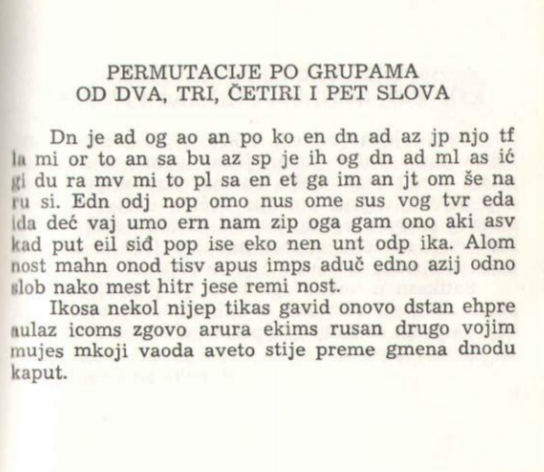 PERMUTACIJE PO GRUPAMA
OD DVA, TRI, ČETIRI I PET SLOVA
Dn je ad og ao an po ko en dn ad az jp njo tf
la mi or to an sa bu az sp je ih og dn ad ml as ić
gi du ra mv mi to pl sa en et ga im an jt om še na
ru si. Edn odj nop omo nus ome sus vog tvr eda
ida deć vaj umo ern nam zip oga gam ono aki asv
kad put eil siđ pop ise eko nen unt odp ika. Alom
nost mahn onod tisv apus imps aduč edno azij odno
slob nako mest hitr jese remi nost.
Ikosa nekol nijep tikas gavid onovo dstan ehpre
aulaz icoms zgovo arura ekims rusan drugo vojim
mujes mkoji vaoda aveto stije preme gmena dnodu
kaput.